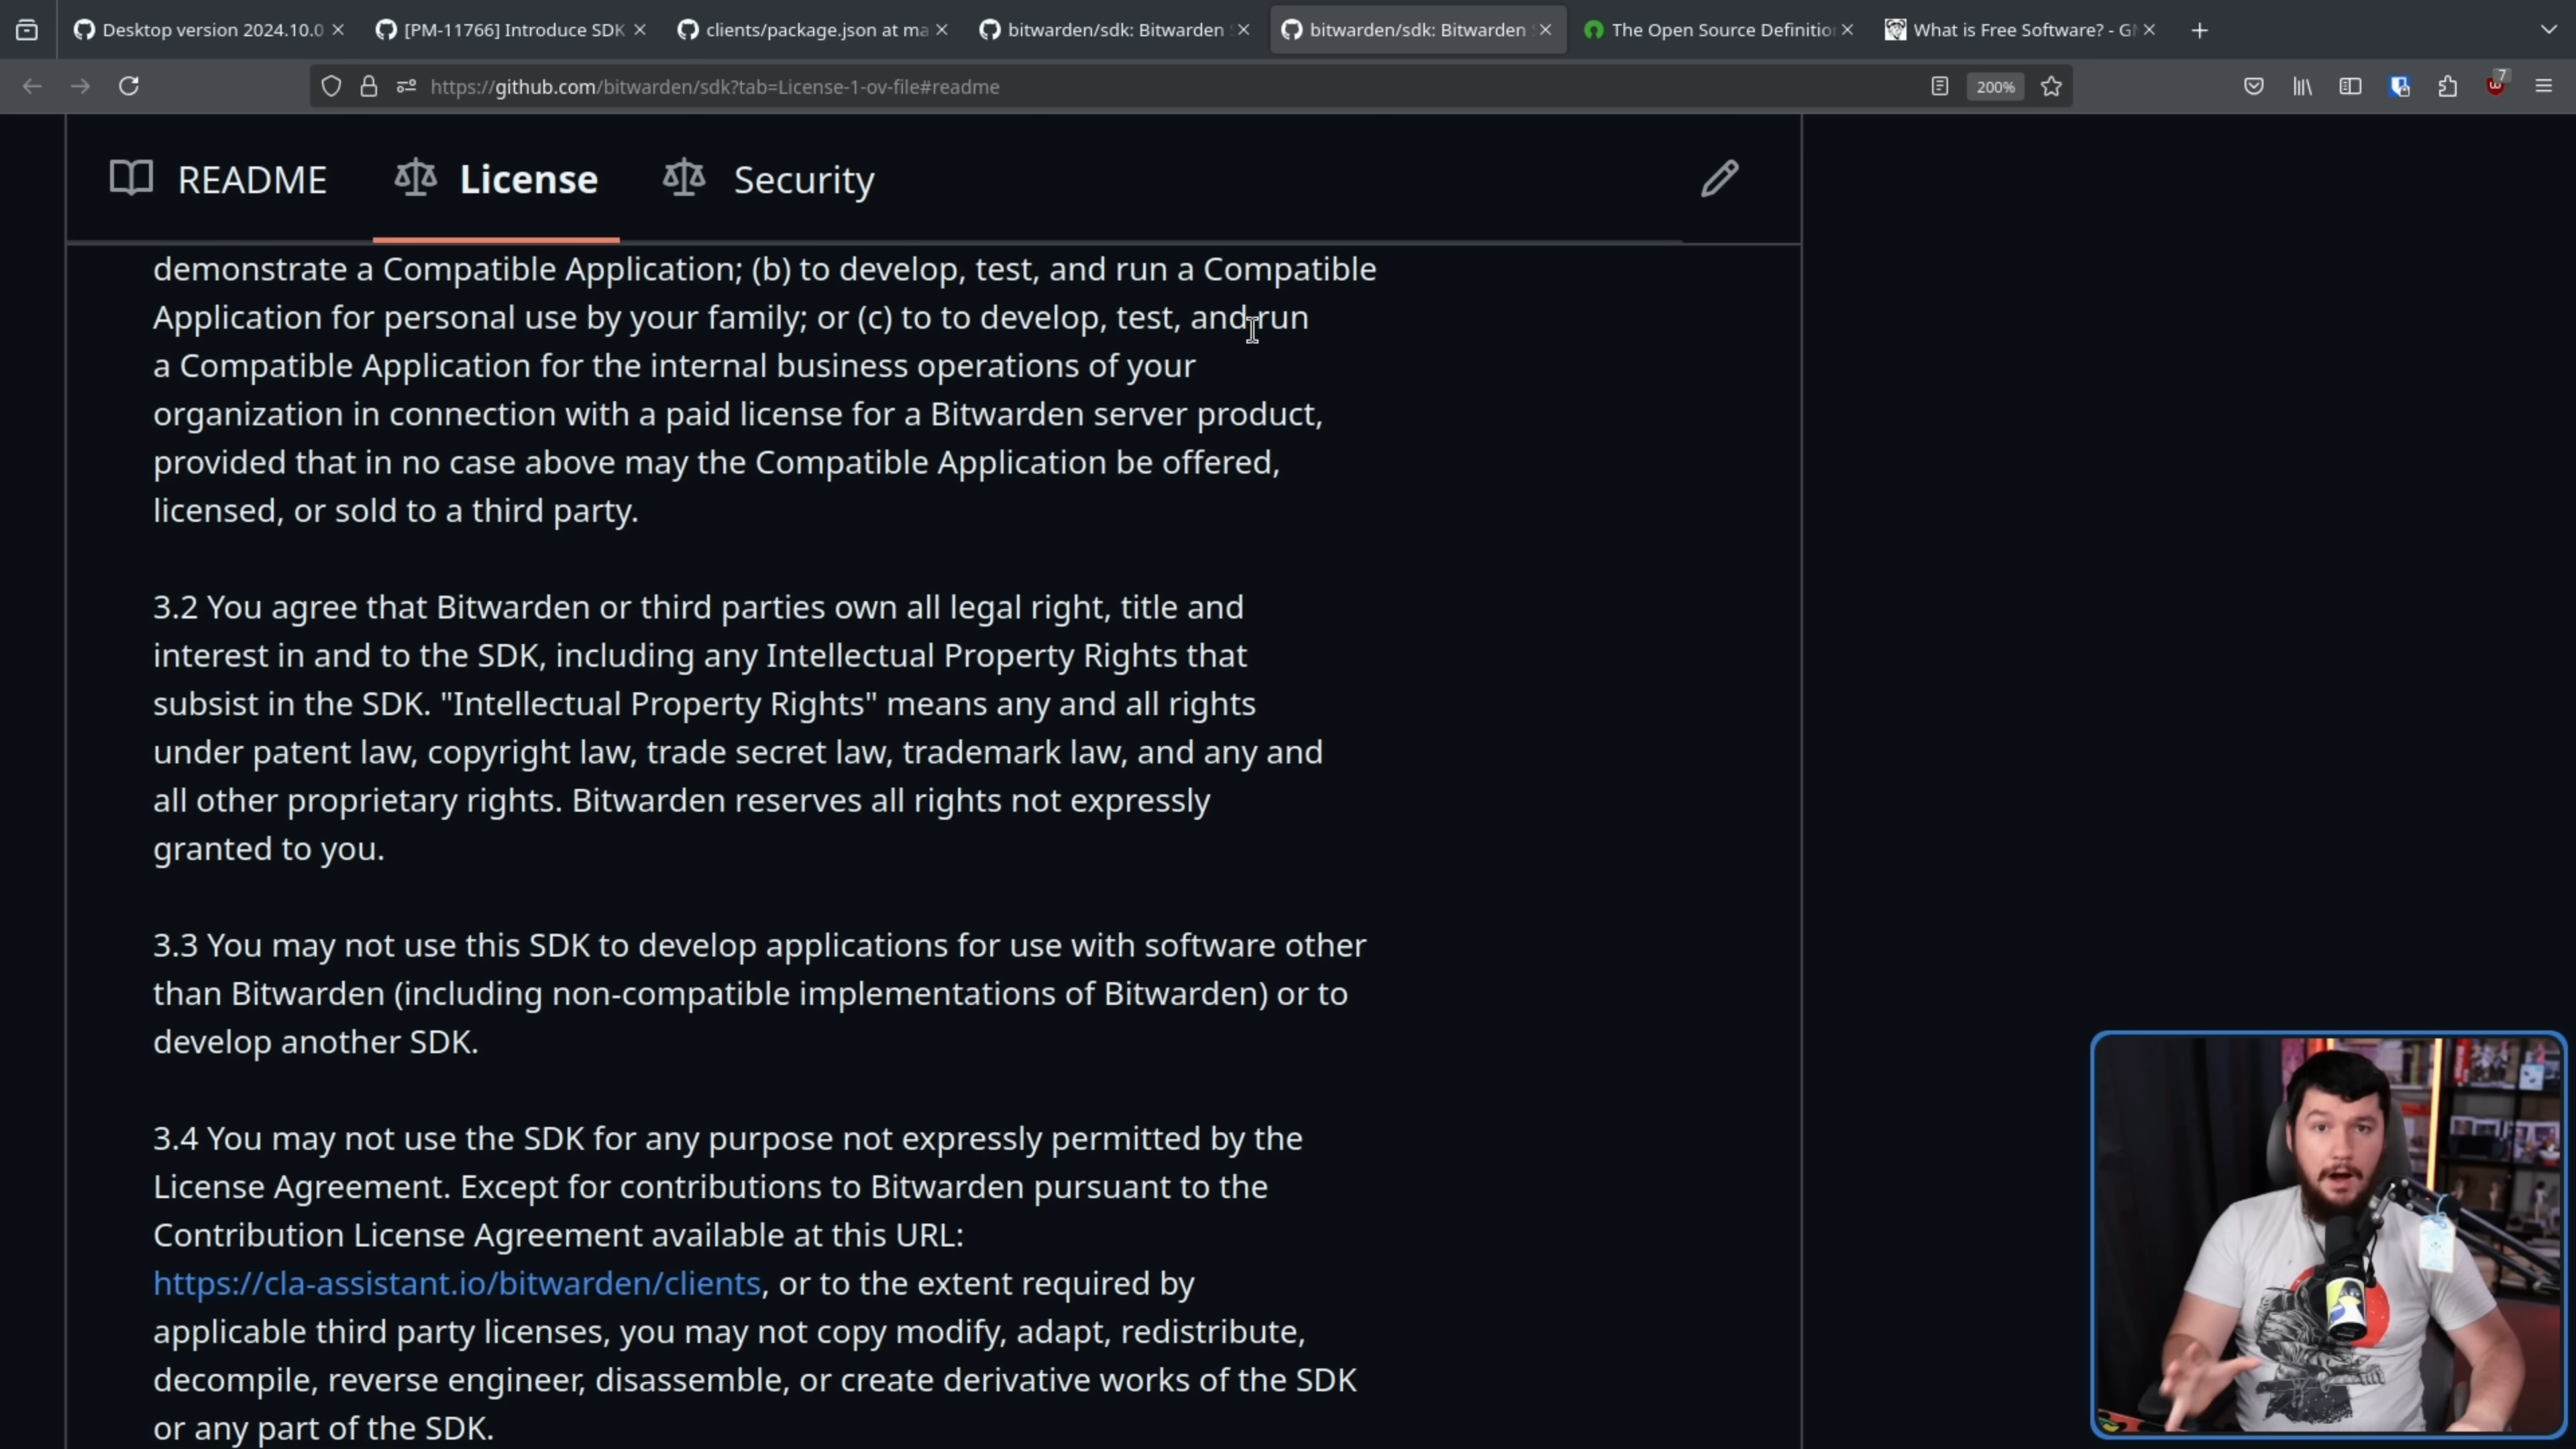 Desktop version 2024.10.0
[PM-11766] Introduce SDK
clients/package.json at ma
bitwarden/sdk: Bitwarden
bitwarden/sdk: Bitwarden
The Open Source Definition
What is Free Software? - G
https://github.com/bitwarden/sdk?tab=License-1-ov-file#readme
200%
7
README
License
Security
demonstrate a Compatible Application; (b) to develop, test, and run a Compatible
Application for personal use by your family; or (c) to to develop, test, and run
a Compatible Application for the internal business operations of your
organization in connection with a paid license for a Bitwarden server product,
provided that in no case above may the Compatible Application be offered,
licensed, or sold to a third party.
3.2 You agree that Bitwarden or third parties own all legal right, title and
interest in and to the SDK, including any Intellectual Property Rights that
subsist in the SDK. "Intellectual Property Rights" means any and all rights
under patent law, copyright law, trade secret law, trademark law, and any and
all other proprietary rights. Bitwarden reserves all rights not expressly
granted to you.
3.3 You may not use this SDK to develop applications for use with software other
than Bitwarden (including non-compatible implementations of Bitwarden) or to
develop another SDK.
3.4 You may not use the SDK for any purpose not expressly permitted by the
License Agreement. Except for contributions to Bitwarden pursuant to the
Contribution License Agreement available at this URL:
https://cla-assistant.io/bitwarden/clients, or to the extent required by
applicable third party licenses, you may not copy modify, adapt, redistribute,
decompile, reverse engineer, disassemble, or create derivative works of the SDK
or any part of the SDK.